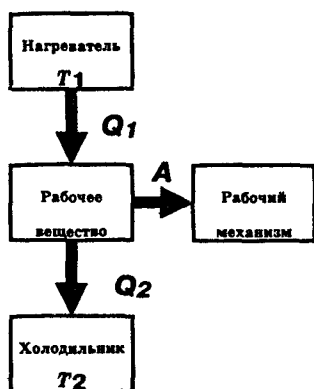 Нагреватель
T1
Q1
Рабочее
вещество
A
Рабочий
механизм
Q2
Холодильник
T2